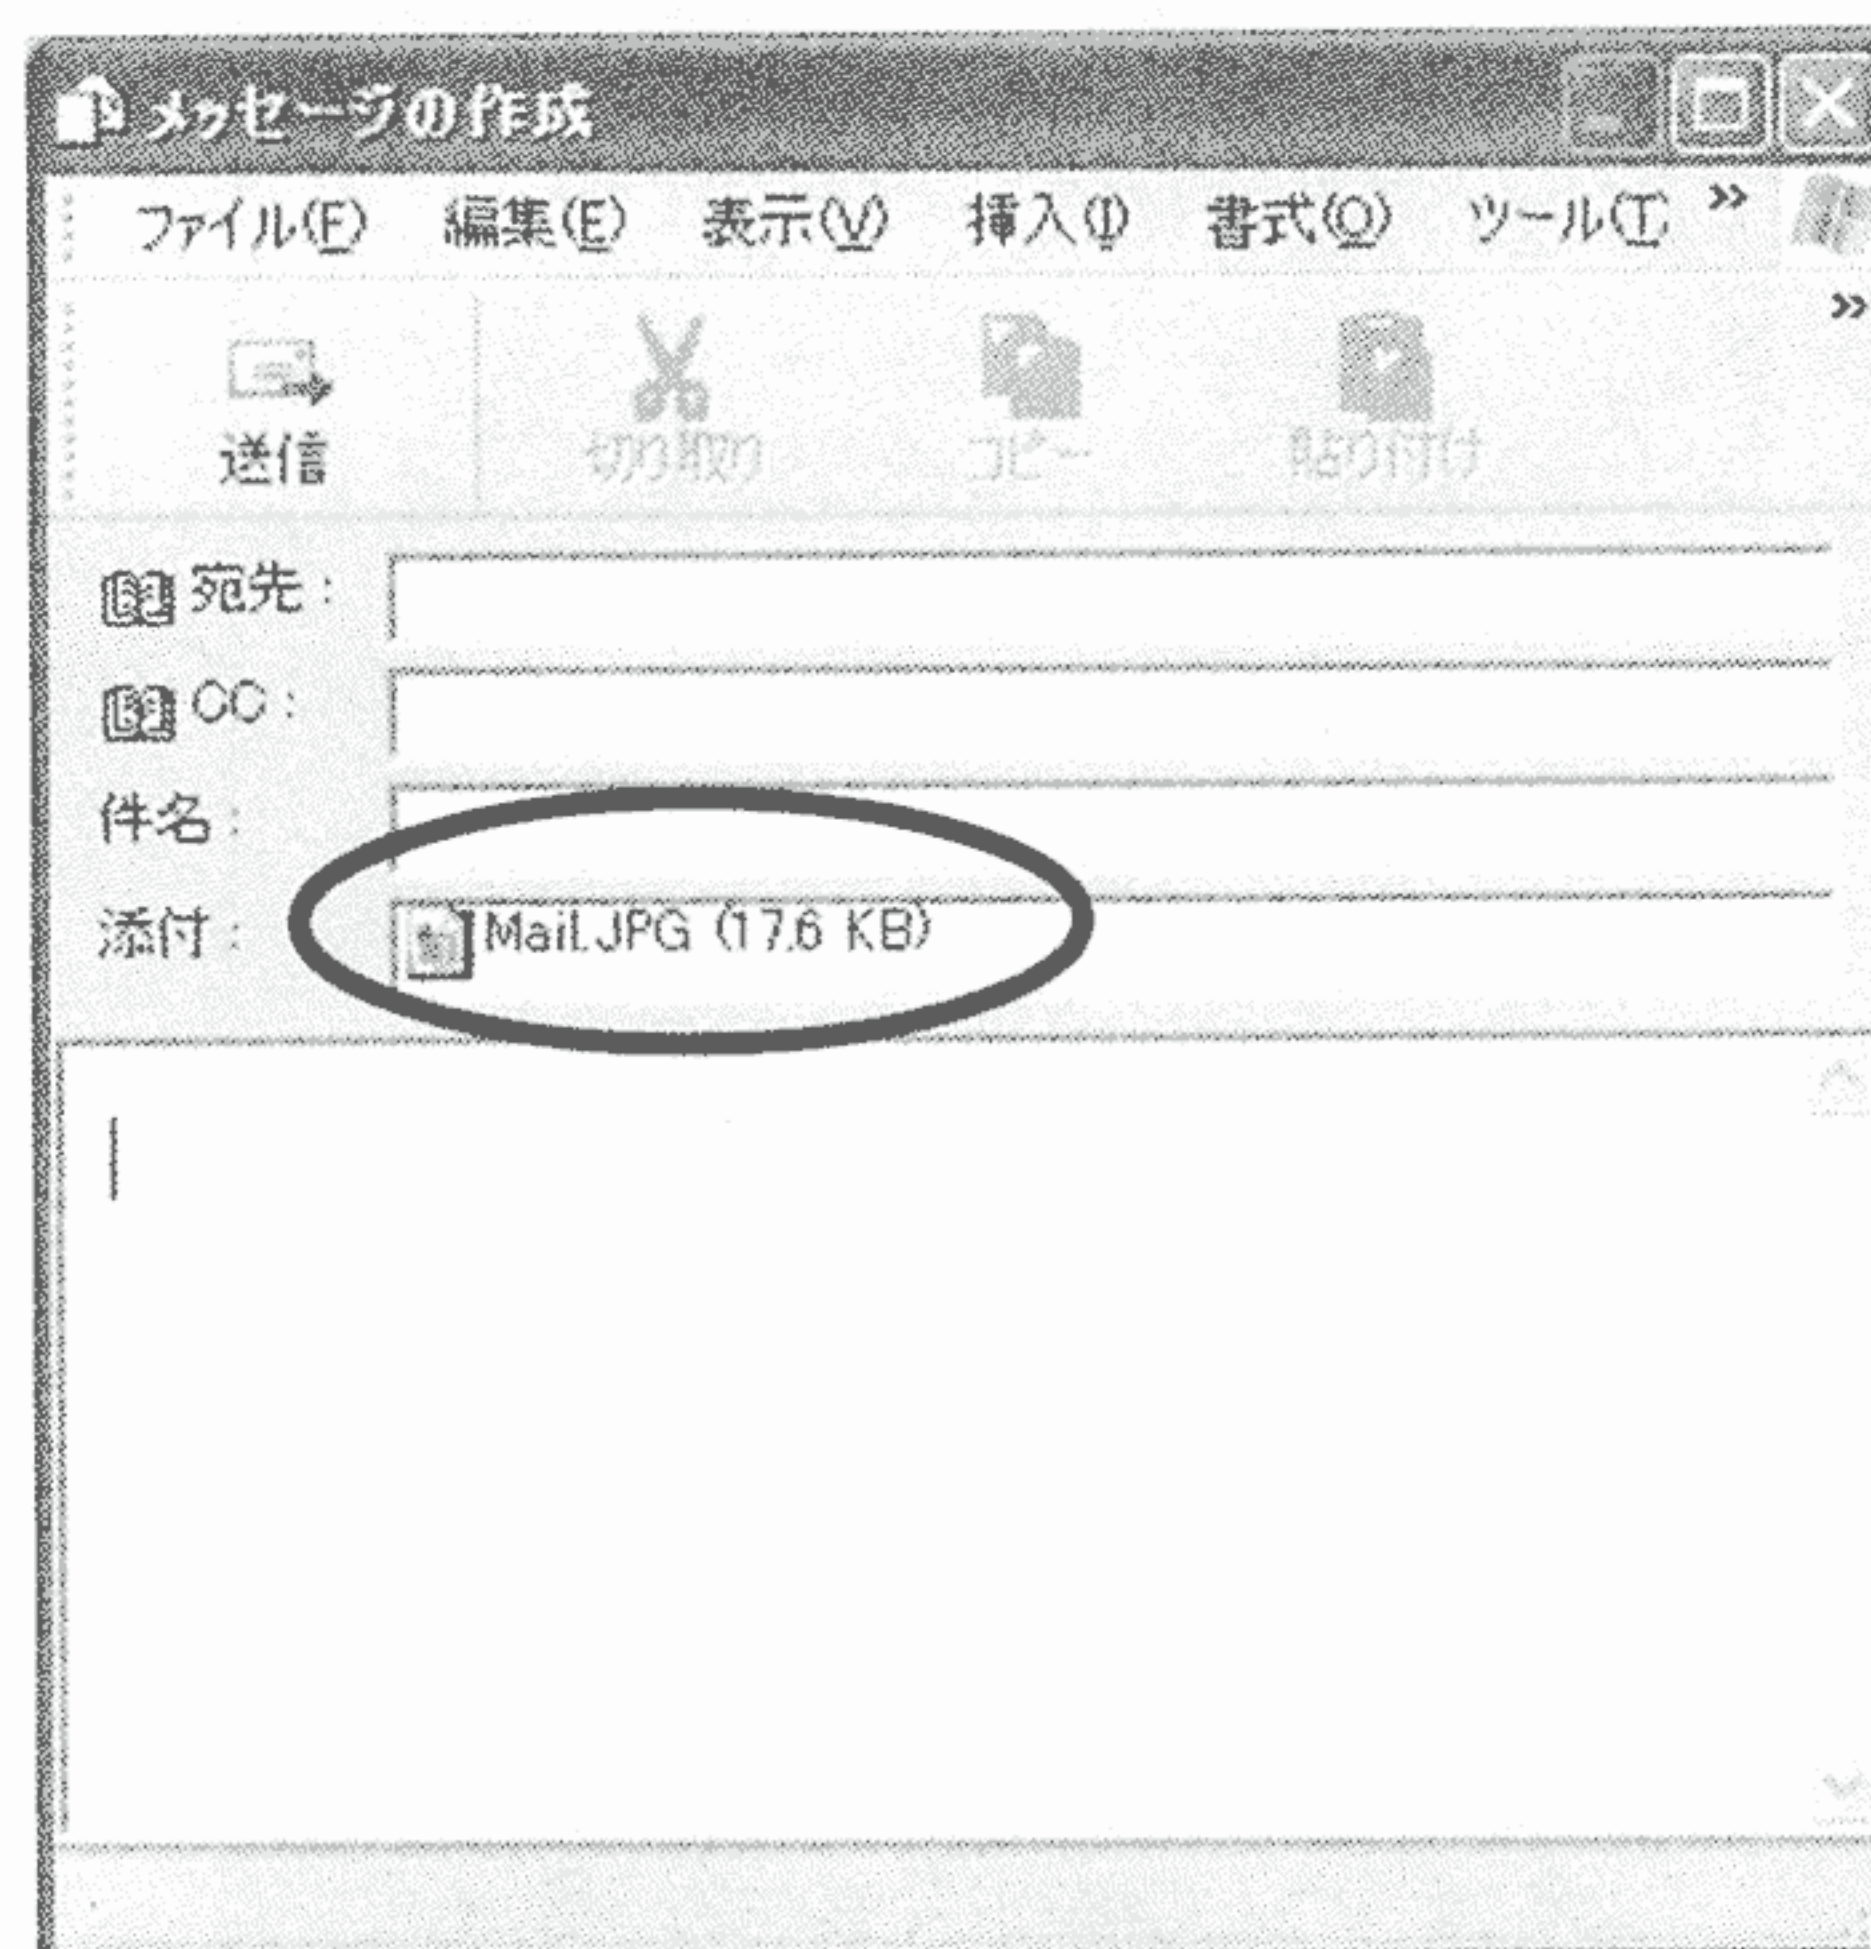 メッセージの作成
ファイル(F) 編集(E) 表示(V) 挿入(I) 書式(O) ツール(T) »
»
送信 切り取り コピー 貼り付け
宛先:
CC:
件名:
添付: Mail.JPG (17.6 KB)